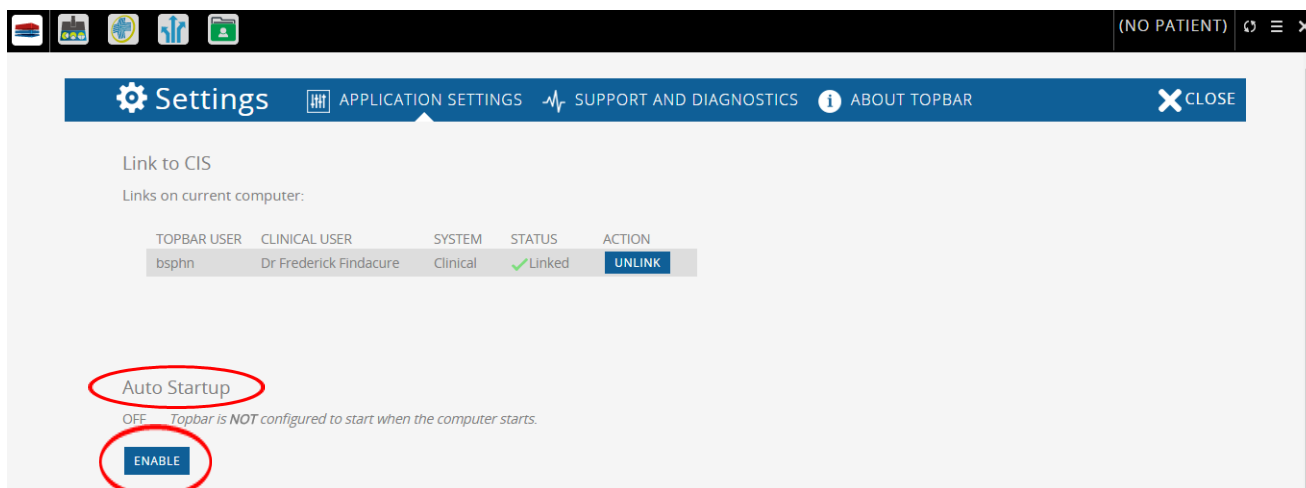 (NO PATIENT)
Settings APPLICATION SETTINGS SUPPORT AND DIAGNOSTICS i ABOUT TOPBAR CLOSE
Link to CIS
Links on current computer:
TOPBAR USER CLINICAL USER SYSTEM STATUS ACTION
bsphn Dr Frederick Findacure Clinical Linked UNLINK
Auto Startup
OFF Topbar is NOT configured to start when the computer starts.
ENABLE